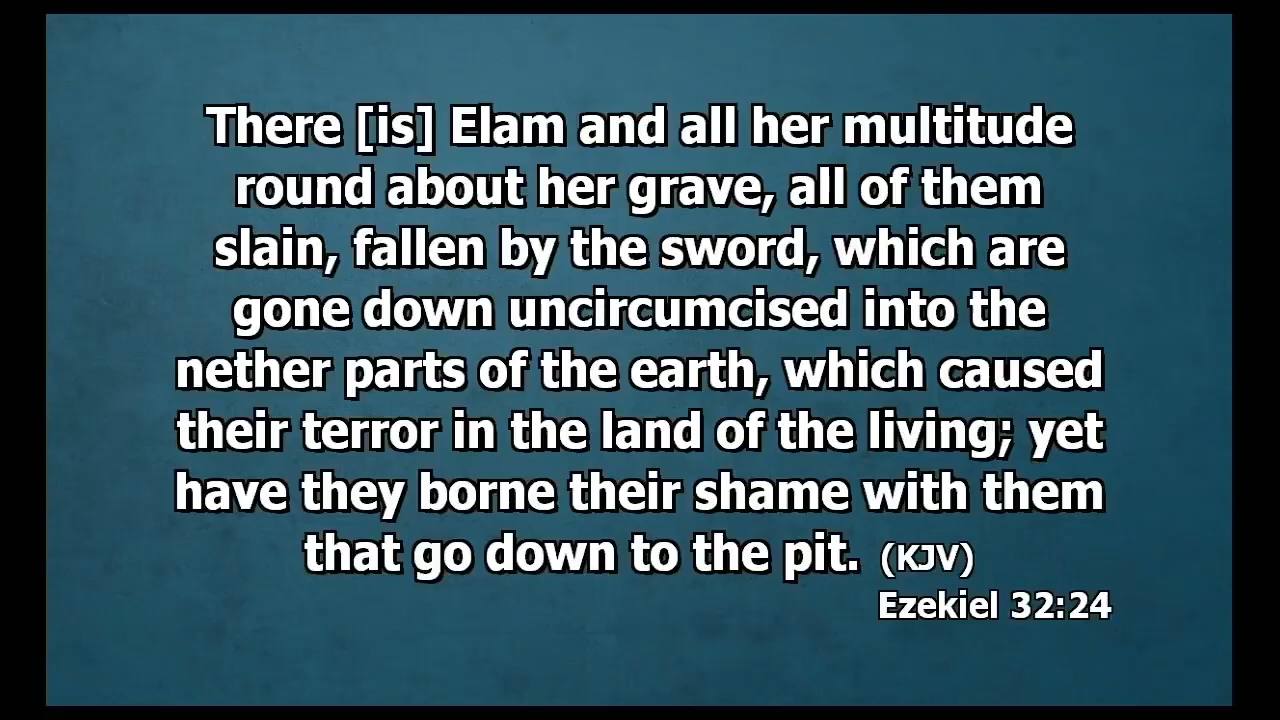 There [is] Elam and all her multitude
round about her grave, all of them
slain, fallen by the sword, which are
gone down uncircumcised into the
nether parts of the earth, which caused
their terror in the land of the living; yet
have they borne their shame with them
that go down to the pit. (KJV)
Ezekiel 32:24